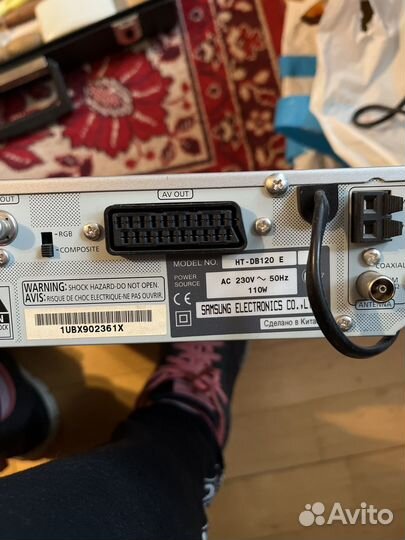 OUT
AV OUT
RGB
COMPOSITE
COAXIAL
ANTENNA
MODEL NO. HT-DB120 E
POWER SOURCE
AC 230V ~ 50Hz
110W
SAMSUNG ELECTRONICS CO.,L
Сделано в Кита
WARNING: SHOCK HAZARD-DO NOT OPEN.
AVIS: RISQUE DE CHOC ELECTRIQUE-NE PAS OUVRIR.
1UBX902361X
Avito